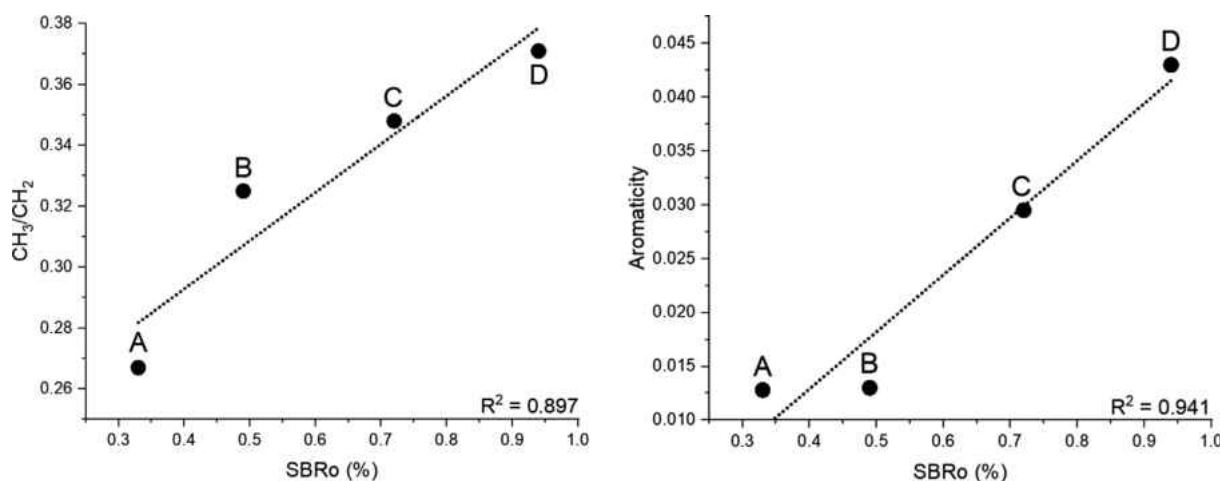 0.38
0.36
0.34
0.32
0.30
0.28
0.26
CH₃/CH₂
A
B
C
D
R² = 0.897
0.3 0.4 0.5 0.6 0.7 0.8 0.9 1.0
SBRo (%)
0.045
0.040
0.035
0.030
0.025
0.020
0.015
0.010
Aromaticity
A
B
C
D
R² = 0.941
0.3 0.4 0.5 0.6 0.7 0.8 0.9 1.0
SBRo (%)